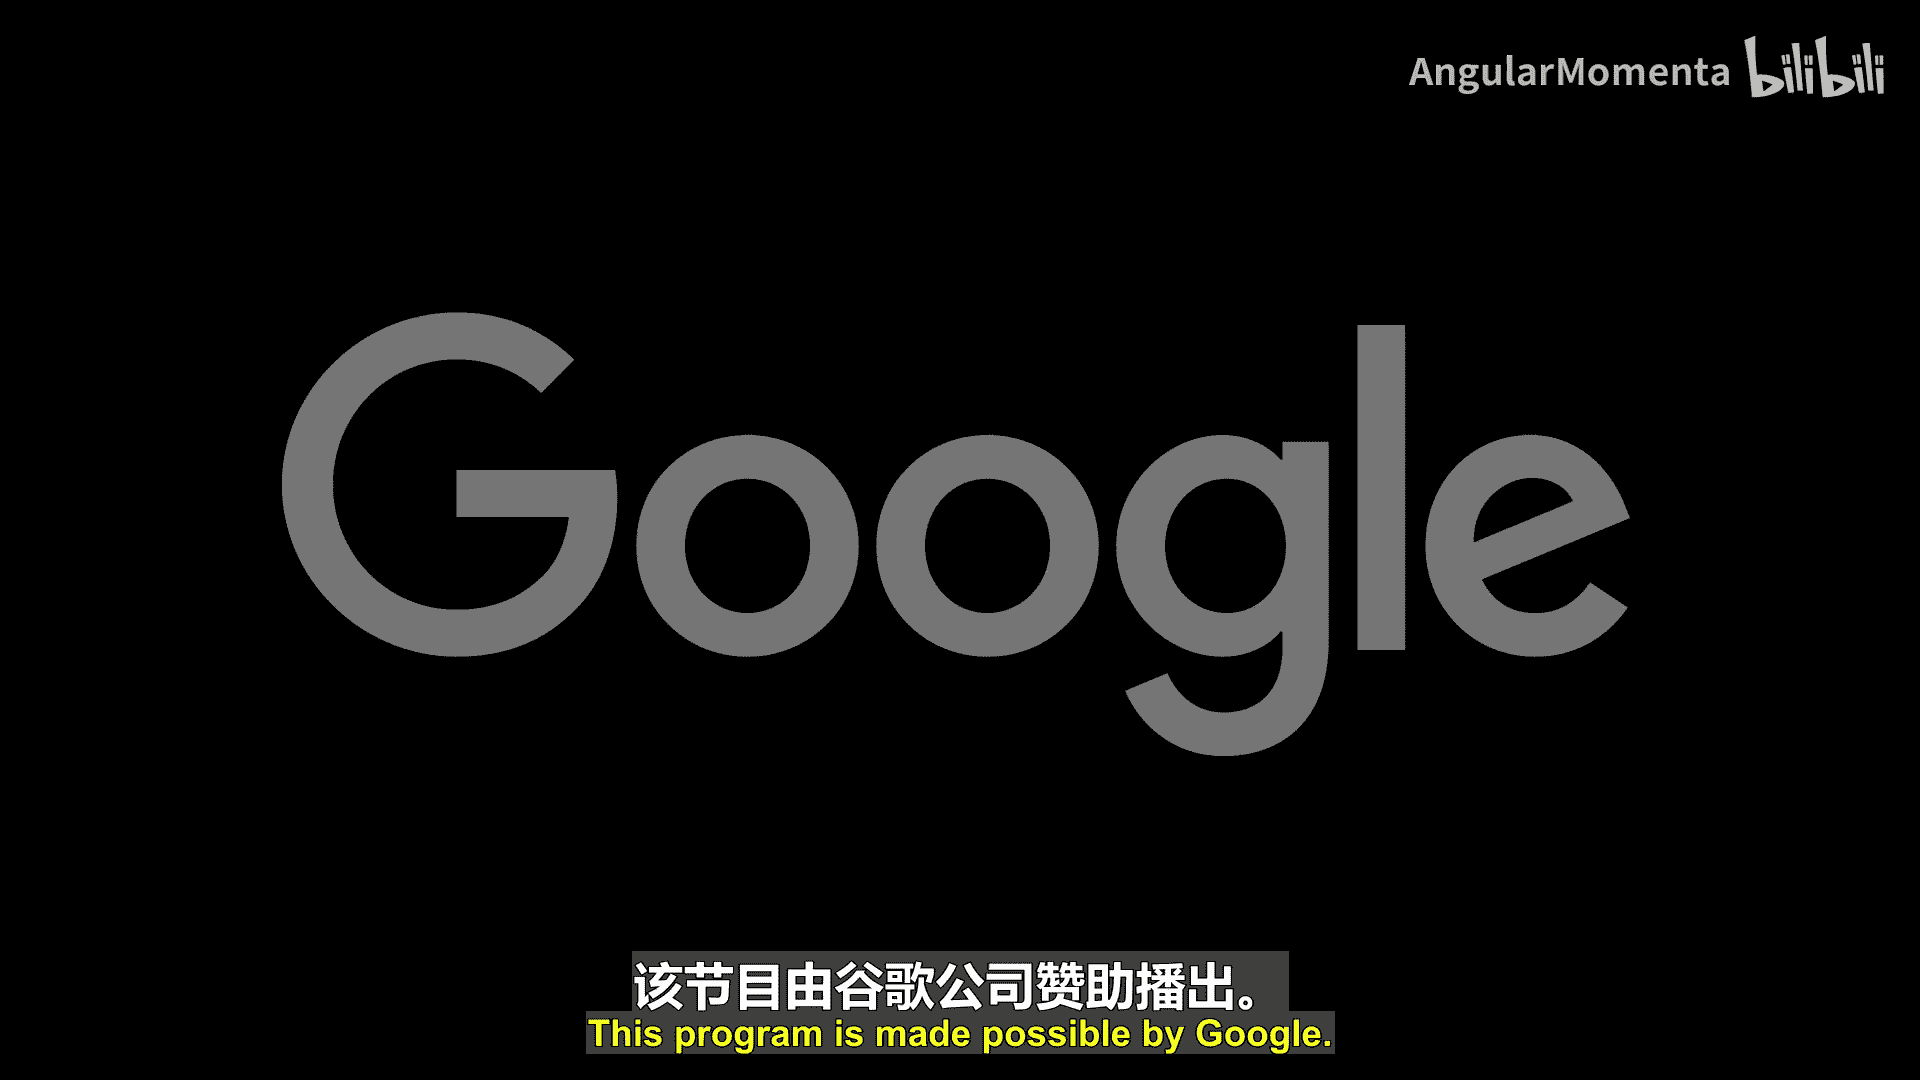 AngularMomenta bilibili
Google
该节目由谷歌公司赞助播出。
This program is made possible by Google.